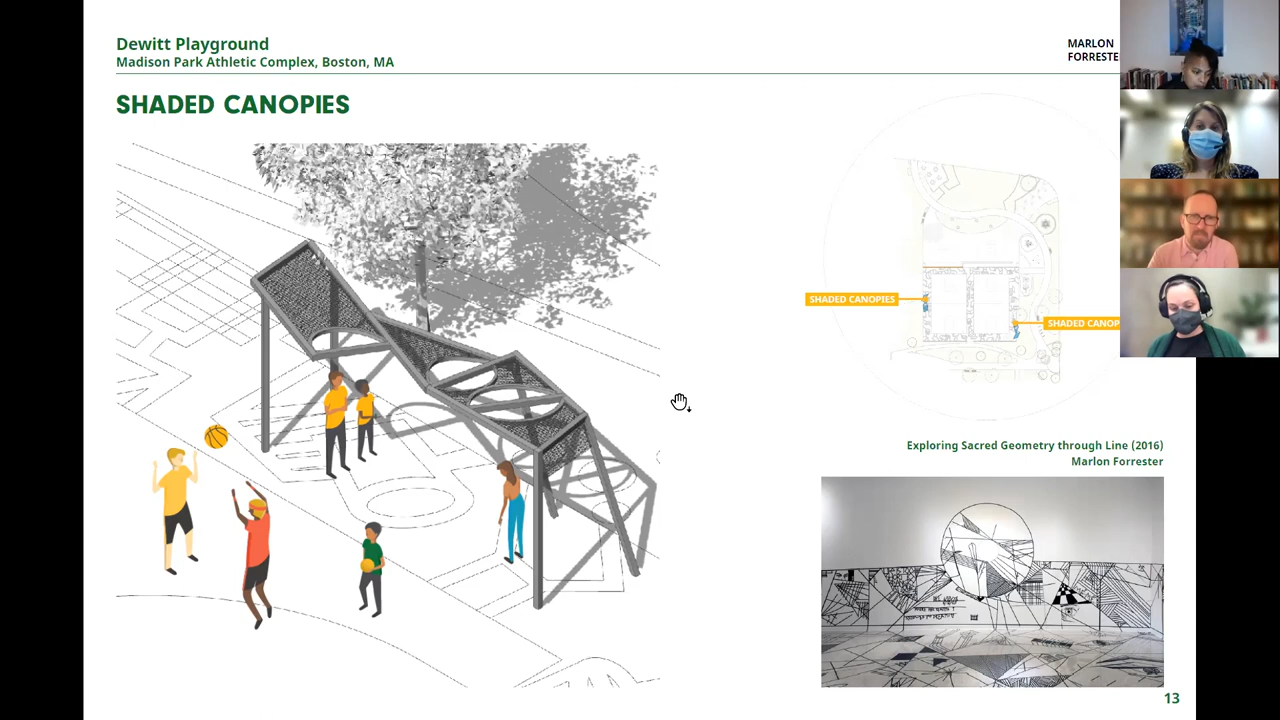 Dewitt Playground
Madison Park Athletic Complex, Boston, MA
MARLON
FORRESTE
SHADED CANOPIES
SHADED CANOPIES
SHADED CANOP
Exploring Sacred Geometry through Line (2016)
Marlon Forrester
13